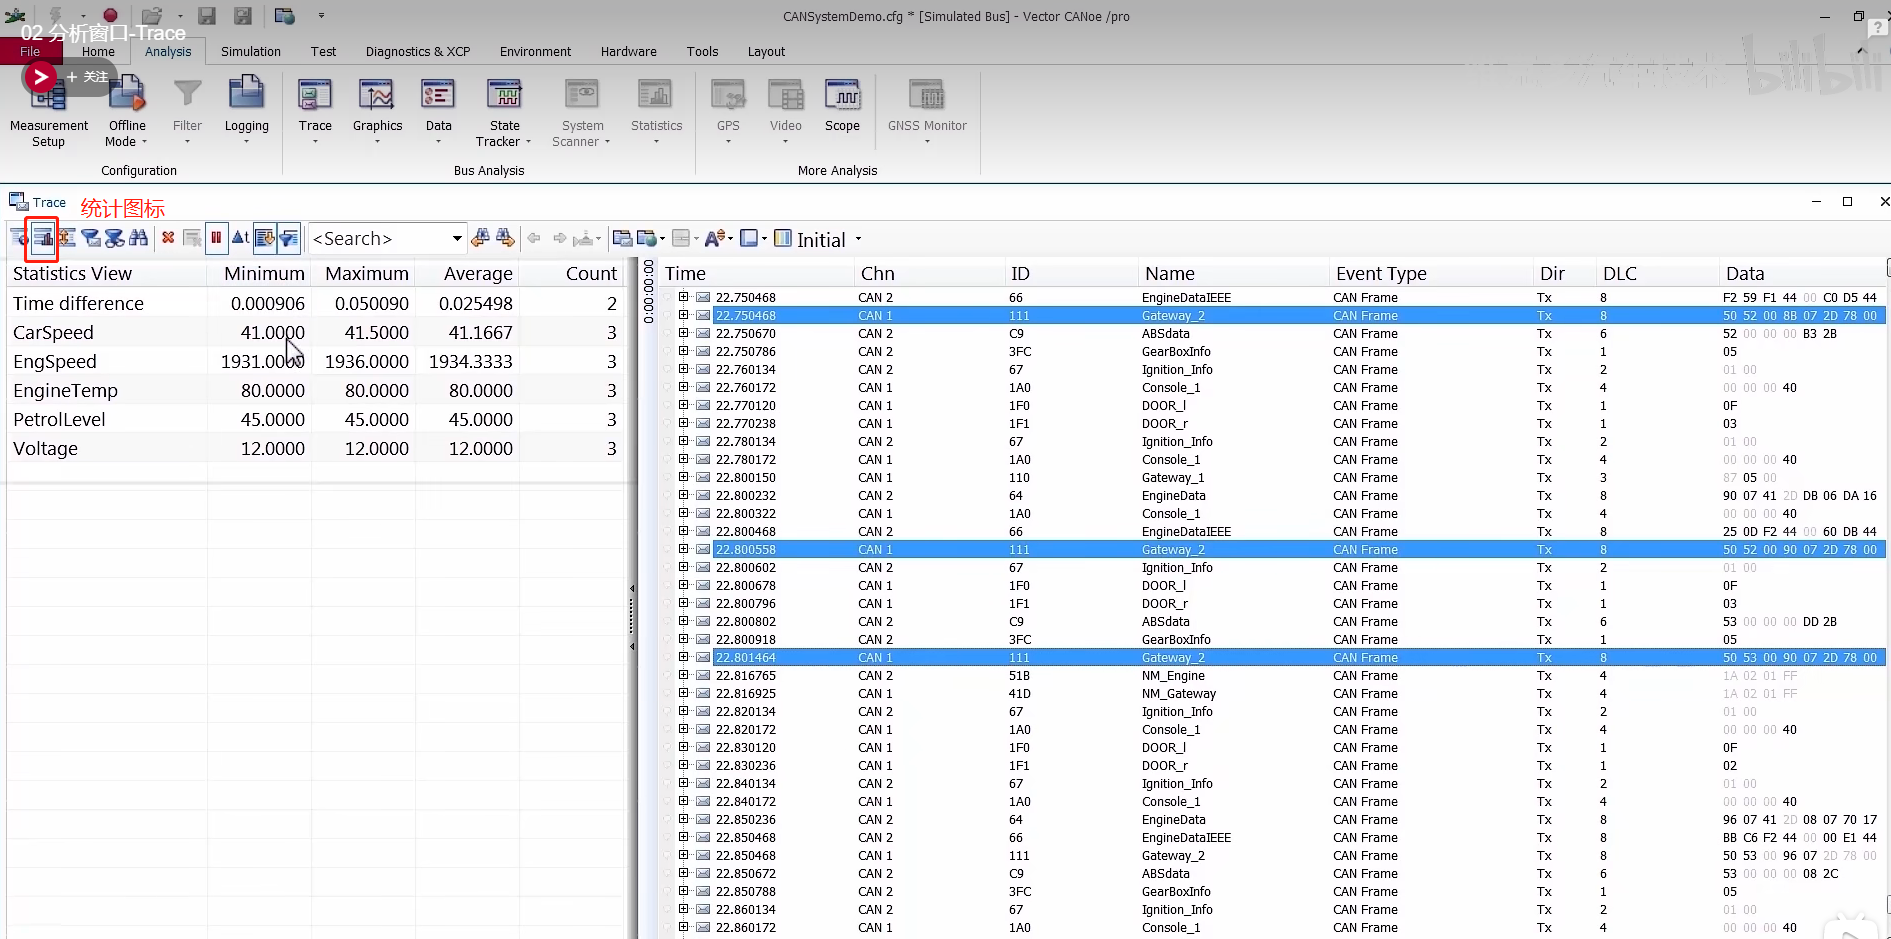 CANSystemDemo.cfg * [Simulated Bus] - Vector CANoe /pro
02 分析窗口-Trace
File Home Analysis Simulation Test Diagnostics & XCP Environment Hardware Tools Layout
+ 关注
bilibili
Measurement Setup
Offline Mode
Filter
Logging
Trace
Graphics
Data
State Tracker
System Scanner
Statistics
GPS
Video
Scope
GNSS Monitor
Configuration
Bus Analysis
More Analysis
Trace
统计图标
<Search>
Initial
Statistics View Minimum Maximum Average Count
Time difference 0.000906 0.050090 0.025498 2
CarSpeed 41.0000 41.5000 41.1667 3
EngSpeed 1931.0000 1936.0000 1934.3333 3
EngineTemp 80.0000 80.0000 80.0000 3
PetrolLevel 45.0000 45.0000 45.0000 3
Voltage 12.0000 12.0000 12.0000 3
0:00:00:00
Time Chn ID Name Event Type Dir DLC Data
22.750468 CAN 2 66 EngineDataIEEE CAN Frame Tx 8 F2 59 F1 44 00 C0 D5 44
22.750468 CAN 1 111 Gateway_2 CAN Frame Tx 8 50 52 00 8B 07 2D 78 00
22.750670 CAN 2 C9 ABSdata CAN Frame Tx 6 52 00 00 00 B3 2B
22.750786 CAN 2 3FC GearBoxInfo CAN Frame Tx 1 05
22.760134 CAN 2 67 Ignition_Info CAN Frame Tx 2 01 00
22.760172 CAN 1 1A0 Console_1 CAN Frame Tx 4 00 00 00 40
22.770120 CAN 1 1F0 DOOR_l CAN Frame Tx 1 0F
22.770238 CAN 1 1F1 DOOR_r CAN Frame Tx 1 03
22.780134 CAN 2 67 Ignition_Info CAN Frame Tx 2 01 00
22.780172 CAN 1 1A0 Console_1 CAN Frame Tx 4 00 00 00 40
22.800150 CAN 1 110 Gateway_1 CAN Frame Tx 3 87 05 00
22.800232 CAN 2 64 EngineData CAN Frame Tx 8 90 07 41 2D DB 06 DA 16
22.800322 CAN 1 1A0 Console_1 CAN Frame Tx 4 00 00 00 40
22.800468 CAN 2 66 EngineDataIEEE CAN Frame Tx 8 25 0D F2 44 00 60 DB 44
22.800558 CAN 1 111 Gateway_2 CAN Frame Tx 8 50 52 00 90 07 2D 78 00
22.800602 CAN 2 67 Ignition_Info CAN Frame Tx 2 01 00
22.800678 CAN 1 1F0 DOOR_l CAN Frame Tx 1 0F
22.800796 CAN 1 1F1 DOOR_r CAN Frame Tx 1 03
22.800802 CAN 2 C9 ABSdata CAN Frame Tx 6 53 00 00 00 DD 2B
22.800918 CAN 2 3FC GearBoxInfo CAN Frame Tx 1 05
22.801464 CAN 1 111 Gateway_2 CAN Frame Tx 8 50 53 00 90 07 2D 78 00
22.816765 CAN 2 51B NM_Engine CAN Frame Tx 4 1A 02 01 FF
22.816925 CAN 1 41D NM_Gateway CAN Frame Tx 4 1A 02 01 FF
22.820134 CAN 2 67 Ignition_Info CAN Frame Tx 2 01 00
22.820172 CAN 1 1A0 Console_1 CAN Frame Tx 4 00 00 00 40
22.830120 CAN 1 1F0 DOOR_l CAN Frame Tx 1 0F
22.830236 CAN 1 1F1 DOOR_r CAN Frame Tx 1 02
22.840134 CAN 2 67 Ignition_Info CAN Frame Tx 2 01 00
22.840172 CAN 1 1A0 Console_1 CAN Frame Tx 4 00 00 00 40
22.850236 CAN 2 64 EngineData CAN Frame Tx 8 96 07 41 2D 08 07 70 17
22.850468 CAN 2 66 EngineDataIEEE CAN Frame Tx 8 BB C6 F2 44 00 00 E1 44
22.850468 CAN 1 111 Gateway_2 CAN Frame Tx 8 50 53 00 96 07 2D 78 00
22.850672 CAN 2 C9 ABSdata CAN Frame Tx 6 53 00 00 00 08 2C
22.850788 CAN 2 3FC GearBoxInfo CAN Frame Tx 1 05
22.860134 CAN 2 67 Ignition_Info CAN Frame Tx 2 01 00
22.860172 CAN 1 1A0 Console_1 CAN Frame Tx 4 00 00 00 40